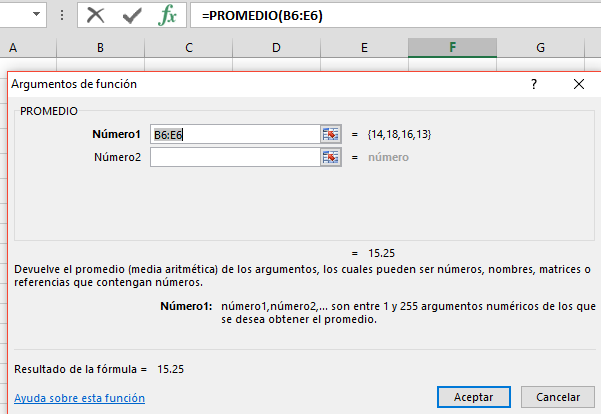 fx =PROMEDIO(B6:E6)
A B C D E F G
Argumentos de función ?
PROMEDIO
Número1 B6:E6 = {14,18,16,13}
Número2 = número
= 15.25
Devuelve el promedio (media aritmética) de los argumentos, los cuales pueden ser números, nombres, matrices o
referencias que contengan números.
Número1: número1,número2,... son entre 1 y 255 argumentos numéricos de los que
se desea obtener el promedio.
Resultado de la fórmula = 15.25
Ayuda sobre esta función Aceptar Cancelar